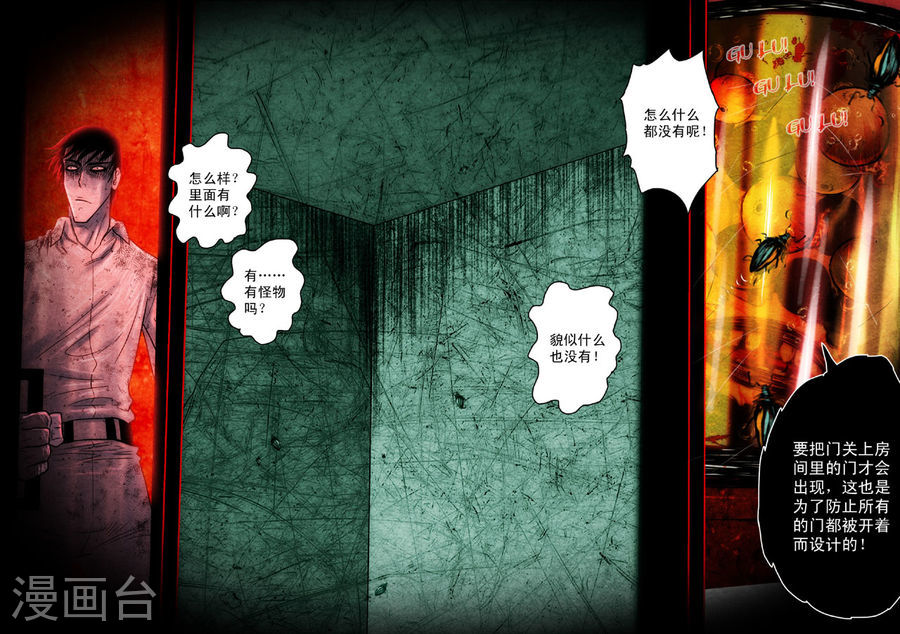 怎么样?
里面有
什么啊?
有……
有怪物
吗?
貌似什么
也没有!
怎么什么
都没有呢!
GU LU!
GU LU!
GU LU!
要把门关上房
间里的门才会
出现，这也是
为了防止所有
的门都被开着
而设计的!
漫画台